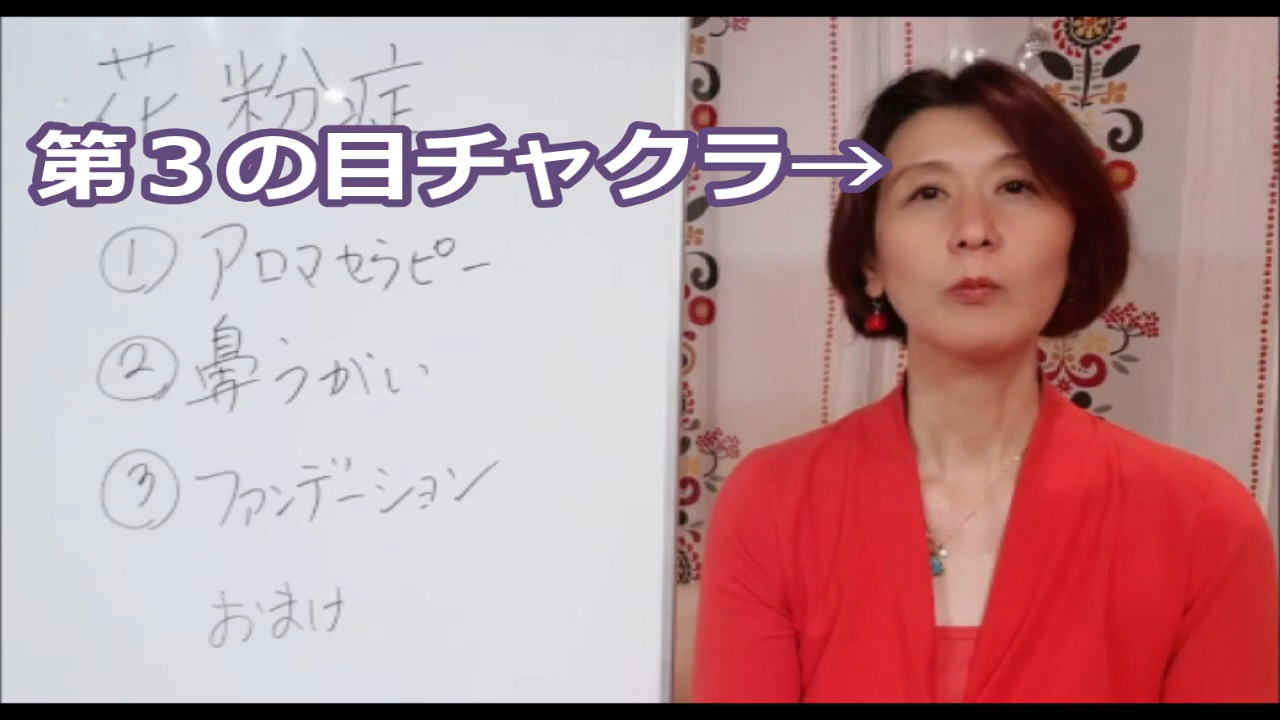 花粉症
第３の目チャクラ→
① アロマセラピー
② 鼻うがい
③ ファンデーション
おまけ